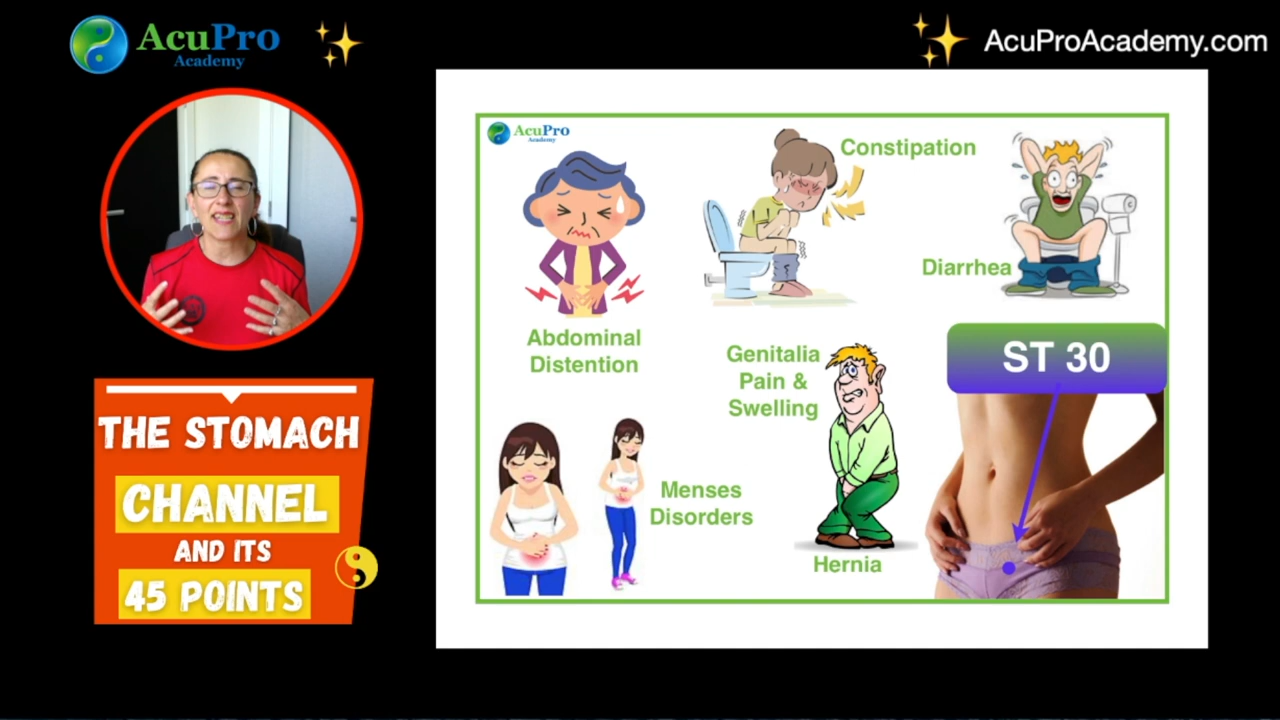 AcuPro
Academy
AcuProAcademy.com
THE STOMACH
CHANNEL
AND ITS
45 POINTS
AcuPro
Academy
Constipation
Diarrhea
Abdominal
Distention
Genitalia
Pain &
Swelling
ST 30
Menses
Disorders
Hernia